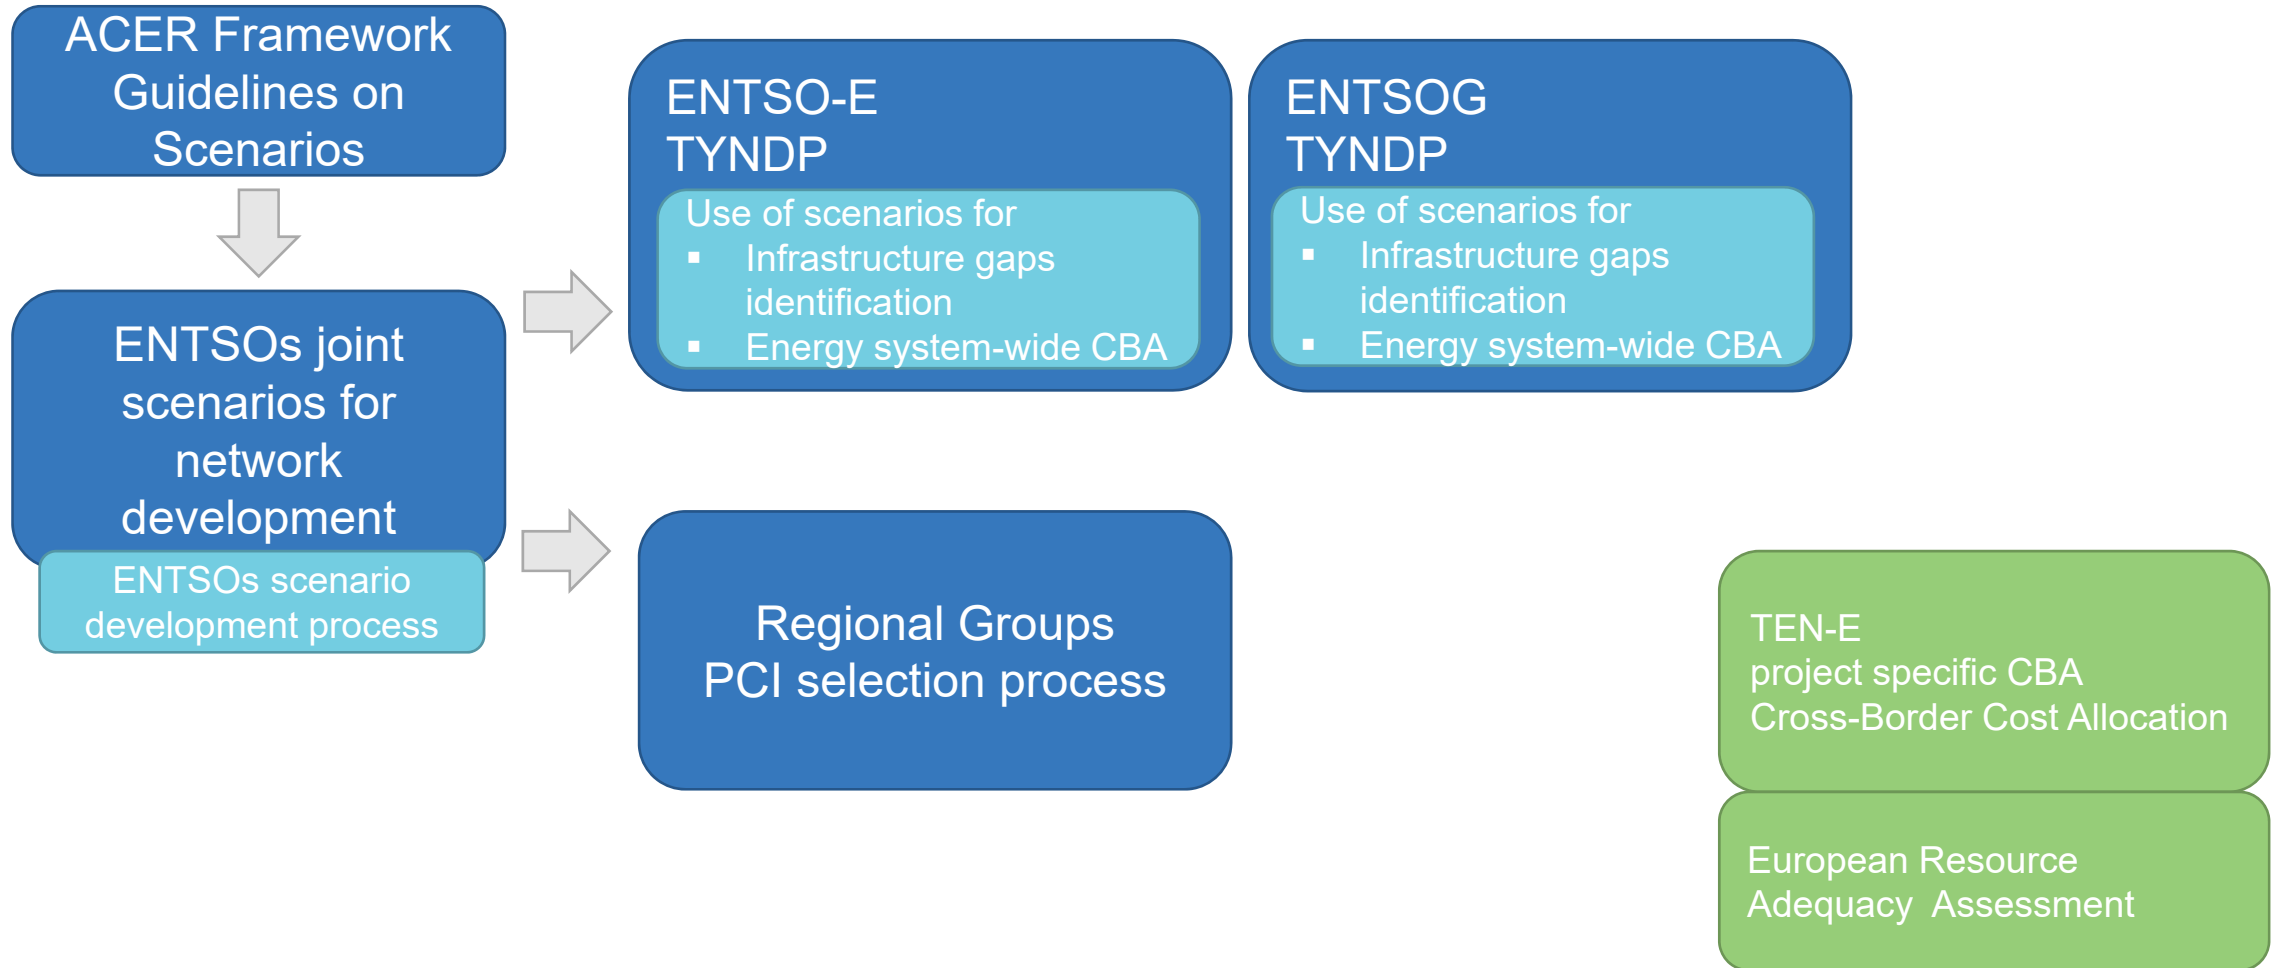 ACER Framework
Guidelines on
Scenarios
ENTSOs joint
scenarios for
network
development
ENTSOs scenario
development process
ENTSO-E
TYNDP
Use of scenarios for
▪ Infrastructure gaps
identification
▪ Energy system-wide CBA
ENTSOG
TYNDP
Use of scenarios for
▪ Infrastructure gaps
identification
▪ Energy system-wide CBA
Regional Groups
PCI selection process
TEN-E
project specific CBA
Cross-Border Cost Allocation
European Resource
Adequacy  Assessment